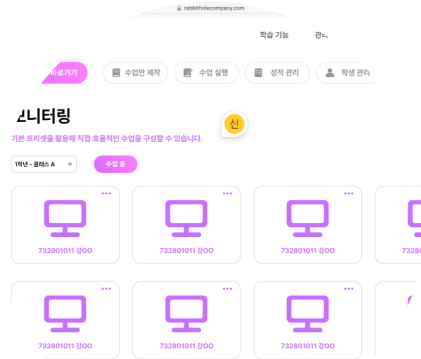 rabbitholecompany.com
학습 기능
바로가기 수업안 제작 수업 실행 성적 관리 학생 관리
모니터링
기본 프리셋을 활용해 직접 효율적인 수업을 구성할 수 있습니다.
신
1학년 - 클래스 A 수업 중
732801011 강OO 732801011 강OO 732801011 강OO
732801011 강OO 732801011 강OO 732801011 강OO